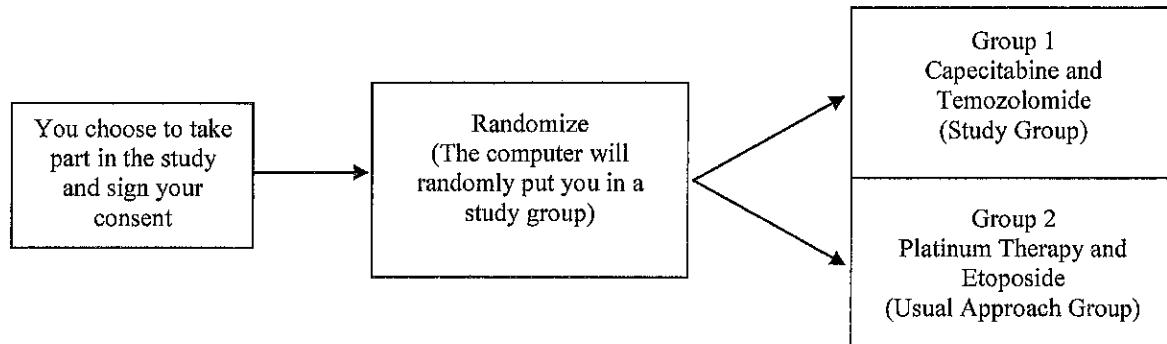 You choose to take
part in the study
and sign your
consent
Randomize
(The computer will
randomly put you in a
study group)
Group 1
Capecitabine and
Temozolomide
(Study Group)
Group 2
Platinum Therapy and
Etoposide
(Usual Approach Group)